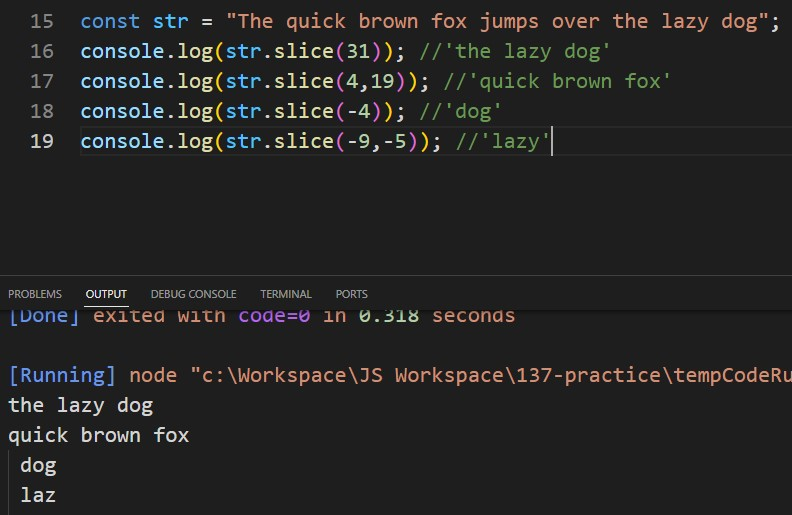 15 const str = "The quick brown fox jumps over the lazy dog";
16 console.log(str.slice(31)); //'the lazy dog'
17 console.log(str.slice(4,19)); //'quick brown fox'
18 console.log(str.slice(-4)); //'dog'
19 console.log(str.slice(-9,-5)); //'lazy'
PROBLEMS OUTPUT DEBUG CONSOLE TERMINAL PORTS
[Done] exited with code=0 in 0.318 seconds
[Running] node "c:\Workspace\JS Workspace\137-practice\tempCodeRu
the lazy dog
quick brown fox
 dog
 laz